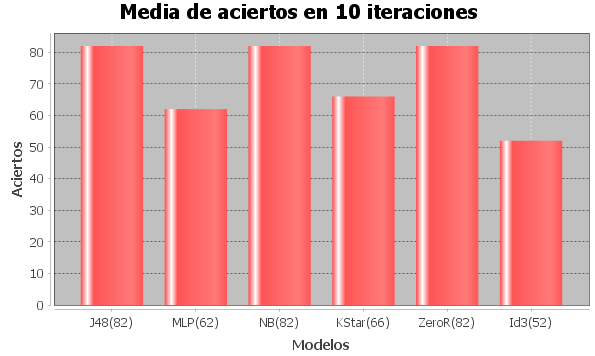 Media de aciertos en 10 iteraciones
Aciertos
80
70
60
50
40
30
20
10
0
J48(82) MLP(62) NB(82) KStar(66) ZeroR(82) Id3(52)
Modelos